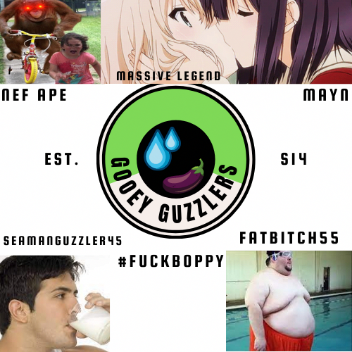 MASSIVE LEGEND
NEF APE
MAYN
EST.
S14
GOOEY GUZZLERS
SEAMANGUZZLER45
FATBITCH55
#FUCKBOPPY